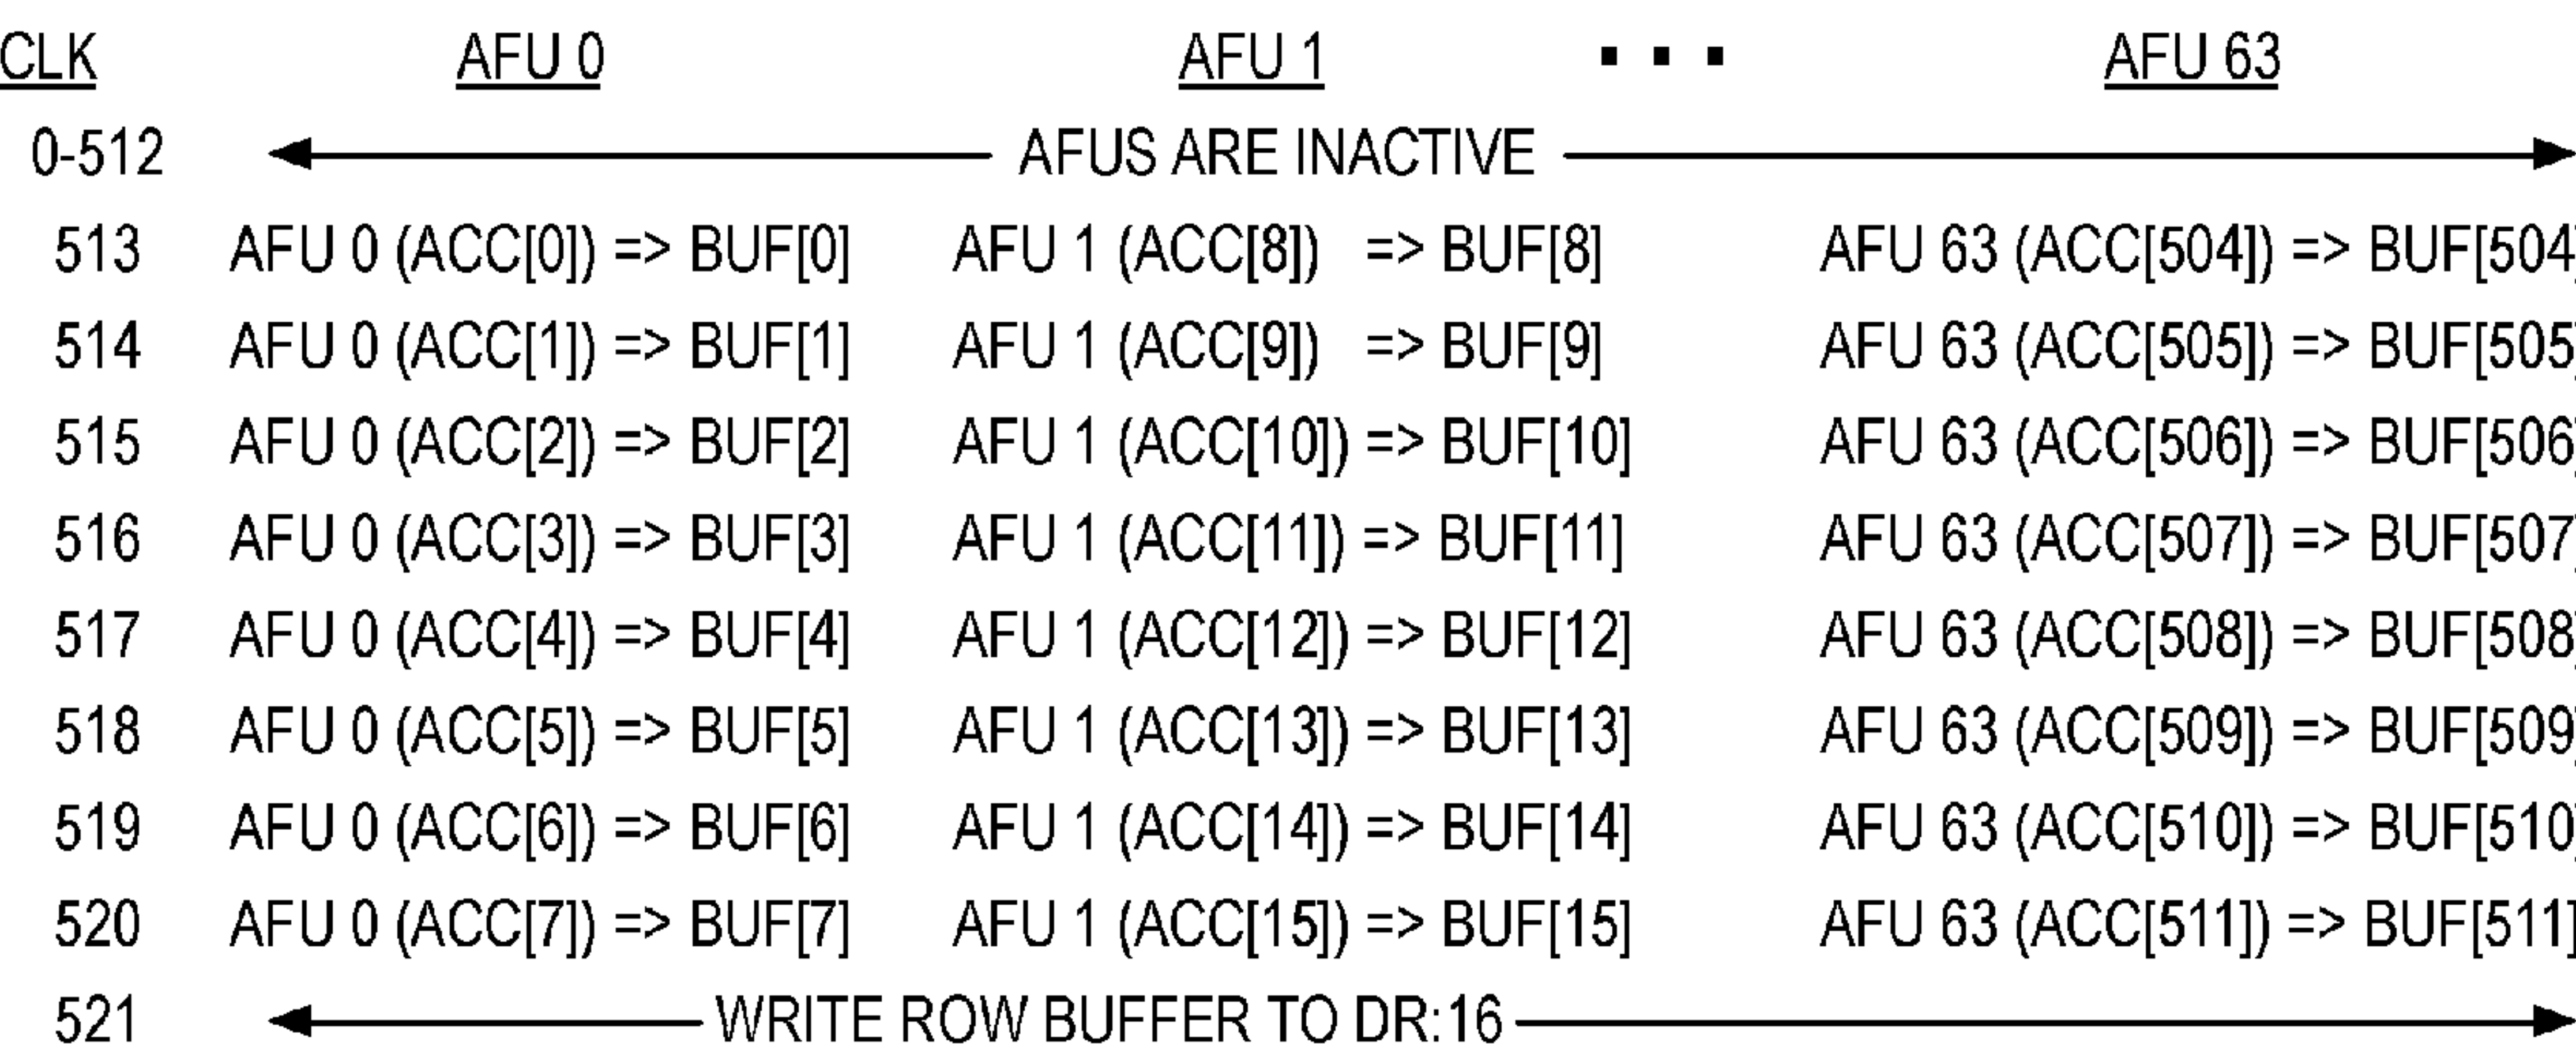 CLK AFU 0 AFU 1 ... AFU 63
0-512 AFUS ARE INACTIVE
513 AFU 0 (ACC[0]) => BUF[0] AFU 1 (ACC[8]) => BUF[8] AFU 63 (ACC[504]) => BUF[504]
514 AFU 0 (ACC[1]) => BUF[1] AFU 1 (ACC[9]) => BUF[9] AFU 63 (ACC[505]) => BUF[505]
515 AFU 0 (ACC[2]) => BUF[2] AFU 1 (ACC[10]) => BUF[10] AFU 63 (ACC[506]) => BUF[506]
516 AFU 0 (ACC[3]) => BUF[3] AFU 1 (ACC[11]) => BUF[11] AFU 63 (ACC[507]) => BUF[507]
517 AFU 0 (ACC[4]) => BUF[4] AFU 1 (ACC[12]) => BUF[12] AFU 63 (ACC[508]) => BUF[508]
518 AFU 0 (ACC[5]) => BUF[5] AFU 1 (ACC[13]) => BUF[13] AFU 63 (ACC[509]) => BUF[509]
519 AFU 0 (ACC[6]) => BUF[6] AFU 1 (ACC[14]) => BUF[14] AFU 63 (ACC[510]) => BUF[510]
520 AFU 0 (ACC[7]) => BUF[7] AFU 1 (ACC[15]) => BUF[15] AFU 63 (ACC[511]) => BUF[511]
521 WRITE ROW BUFFER TO DR:16